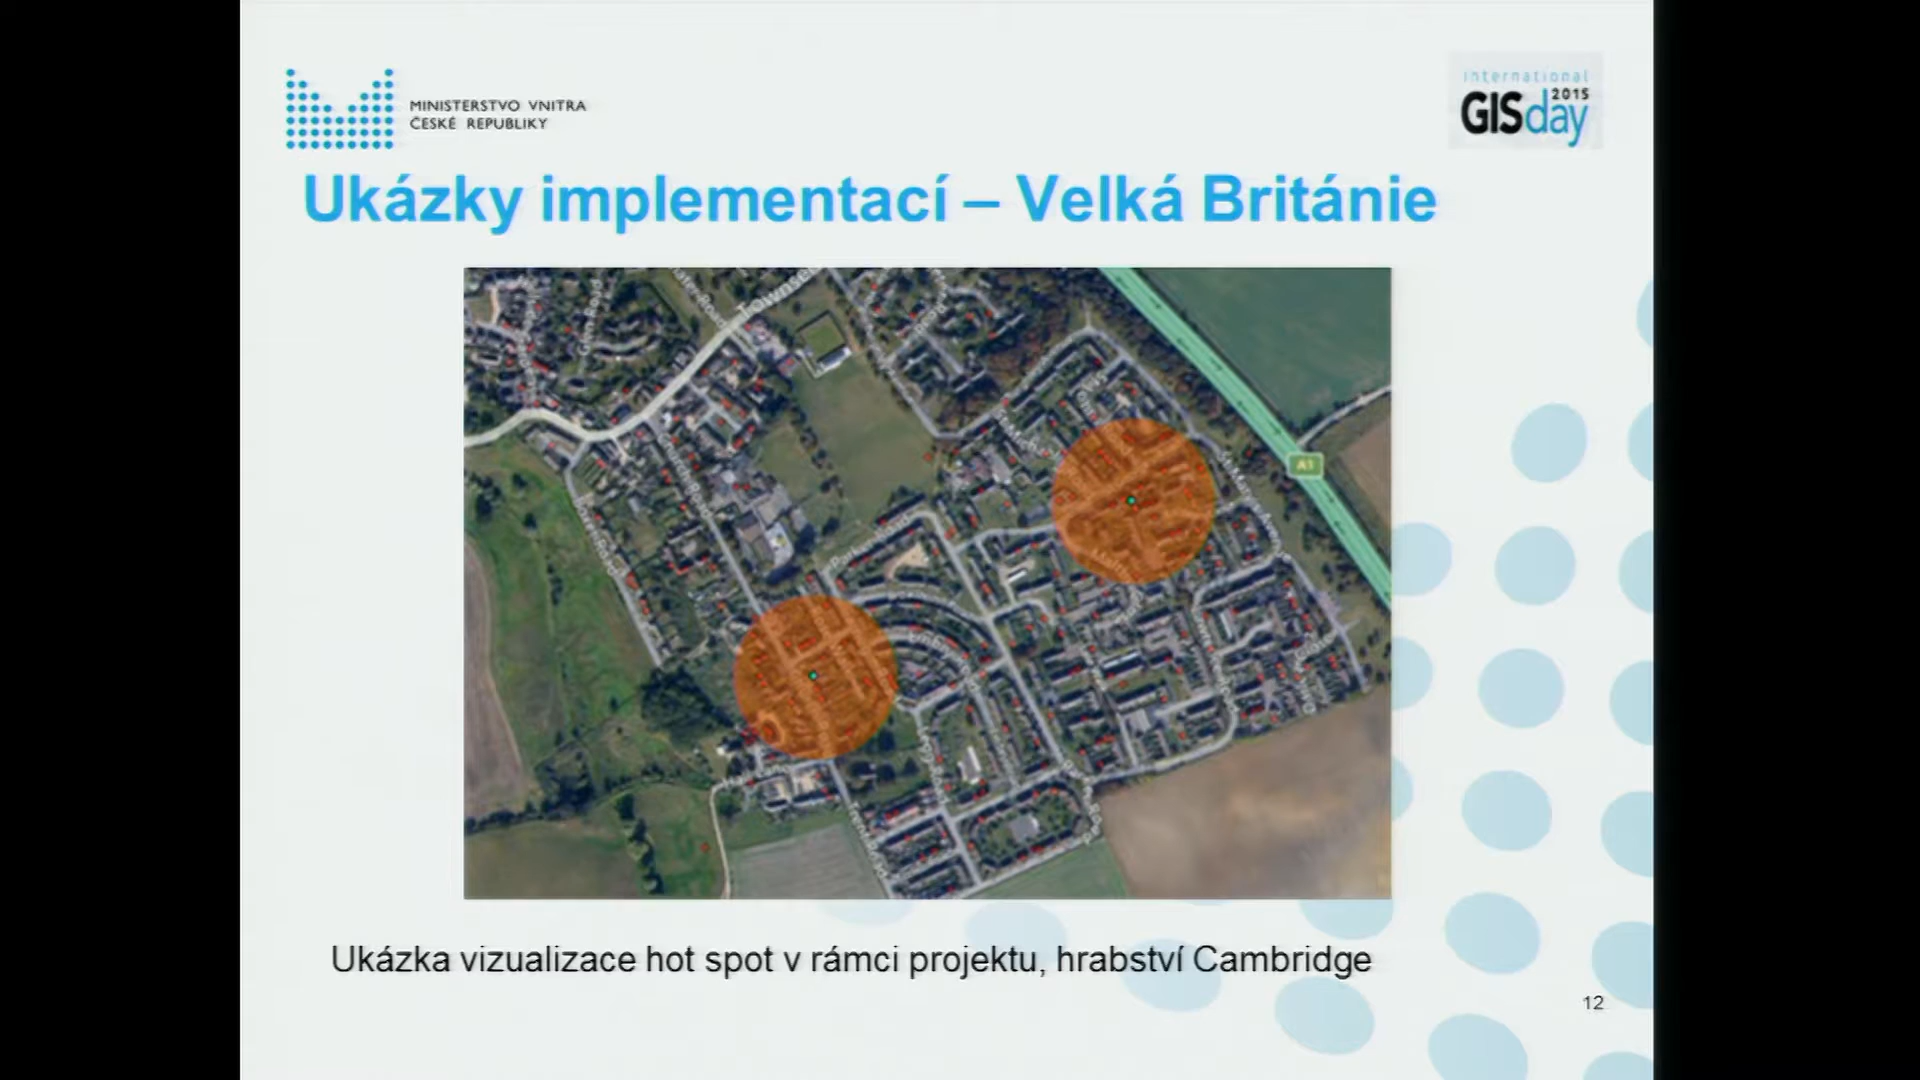 MINISTERSTVO VNITRA
ČESKÉ REPUBLIKY
international
2015
GISday
Ukázky implementací – Velká Británie
A1
Ukázka vizualizace hot spot v rámci projektu, hrabství Cambridge
12